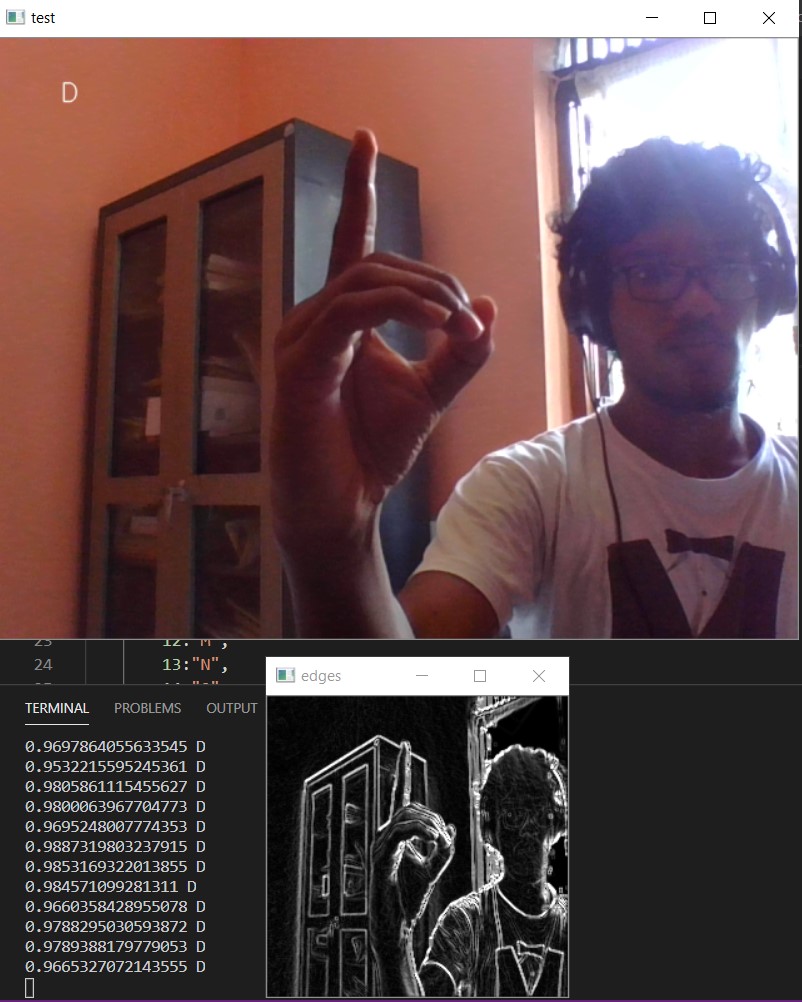 test
D
23 12:"M",
24 13:"N",
TERMINAL PROBLEMS OUTPUT
edges
0.9697864055633545 D
0.9532215595245361 D
0.9805861115455627 D
0.9800063967704773 D
0.9695248007774353 D
0.9887319803237915 D
0.9853169322013855 D
0.984571099281311 D
0.9660358428955078 D
0.9788295030593872 D
0.9789388179779053 D
0.9665327072143555 D